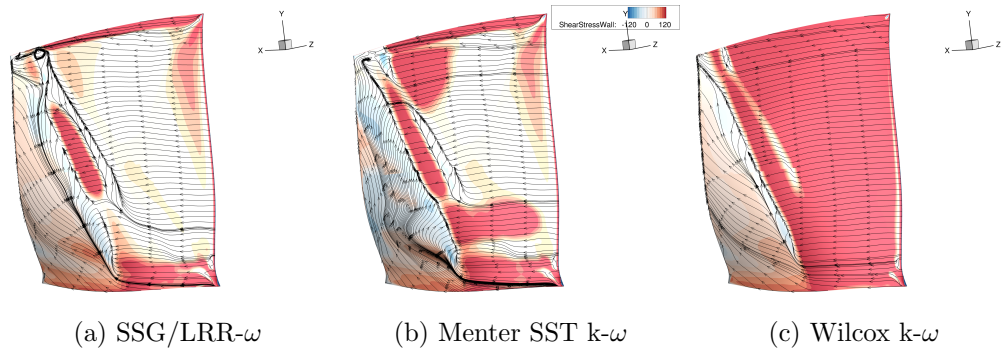 Y
X
Z
Y
X
Z
ShearStressWall: -120 0 120
Y
X
Z
(a) SSG/LRR-ω
(b) Menter SST k-ω
(c) Wilcox k-ω